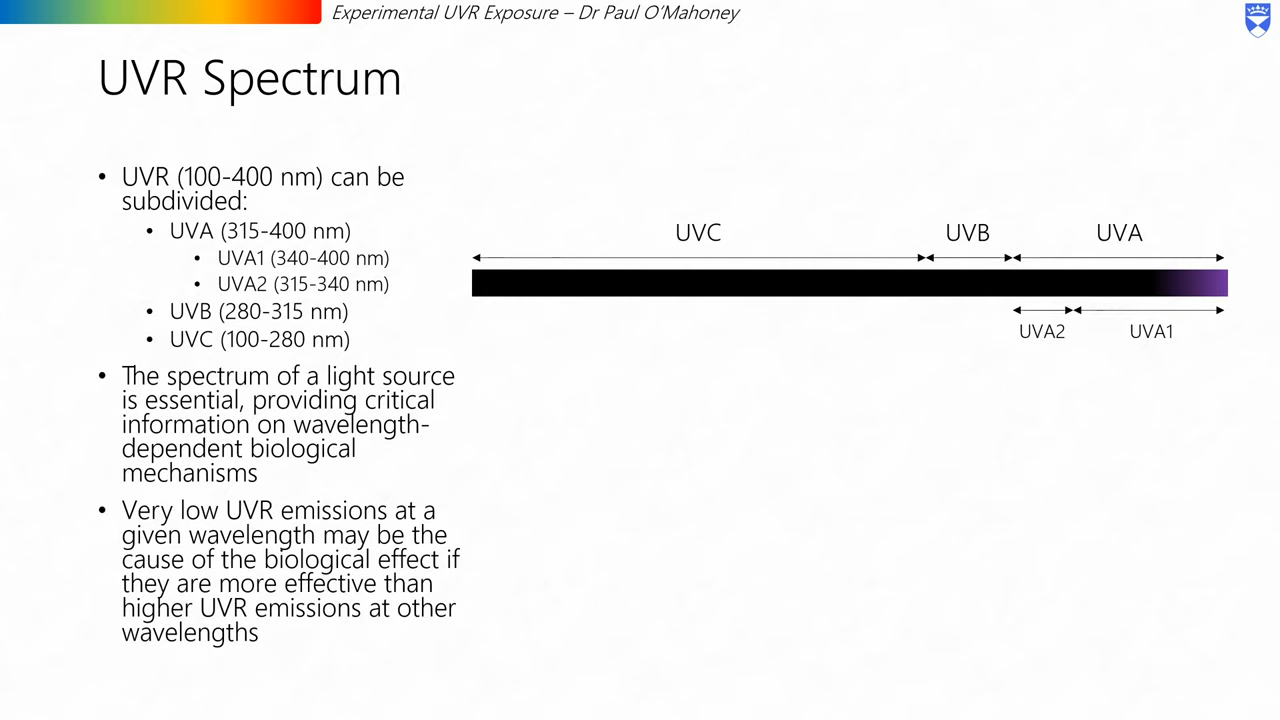 Experimental UVR Exposure – Dr Paul O’Mahoney
UVR Spectrum
• UVR (100-400 nm) can be
subdivided:
• UVA (315-400 nm)
• UVA1 (340-400 nm)
• UVA2 (315-340 nm)
• UVB (280-315 nm)
• UVC (100-280 nm)
• The spectrum of a light source
is essential, providing critical
information on wavelength-
dependent biological
mechanisms
• Very low UVR emissions at a
given wavelength may be the
cause of the biological effect if
they are more effective than
higher UVR emissions at other
wavelengths
UVC UVB UVA
UVA2 UVA1